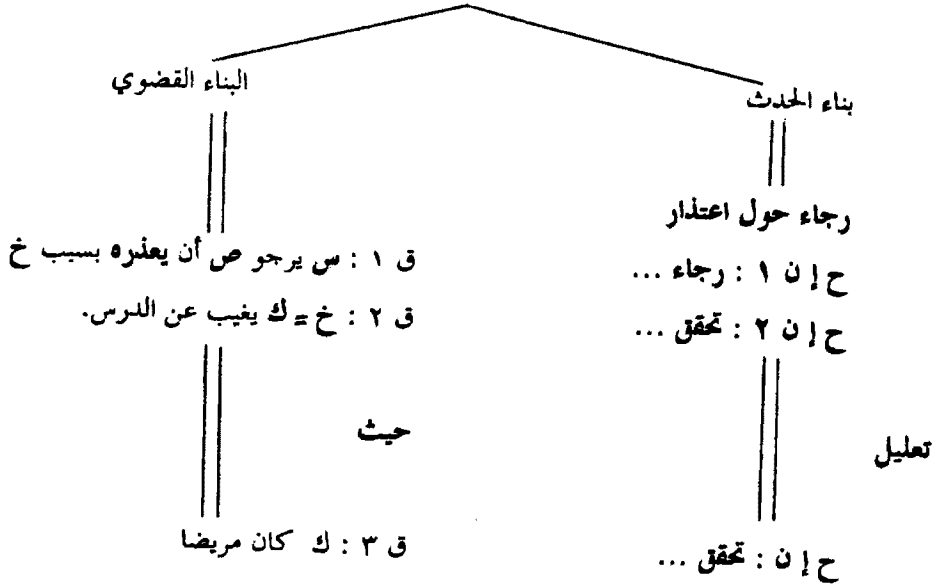 بناء الحدث
رجاء حول اعتذار
ح إ ن ١ : رجاء ...
ح إ ن ٢ : تحقق ...
تعليل
ح إ ن : تحقق ...
البناء القضوي
ق ١ : س يرجو ص أن يعذره بسبب خ
ق ٢ : خ = ك يغيب عن الدرس.
حيث
ق ٣ : ك كان مريضا